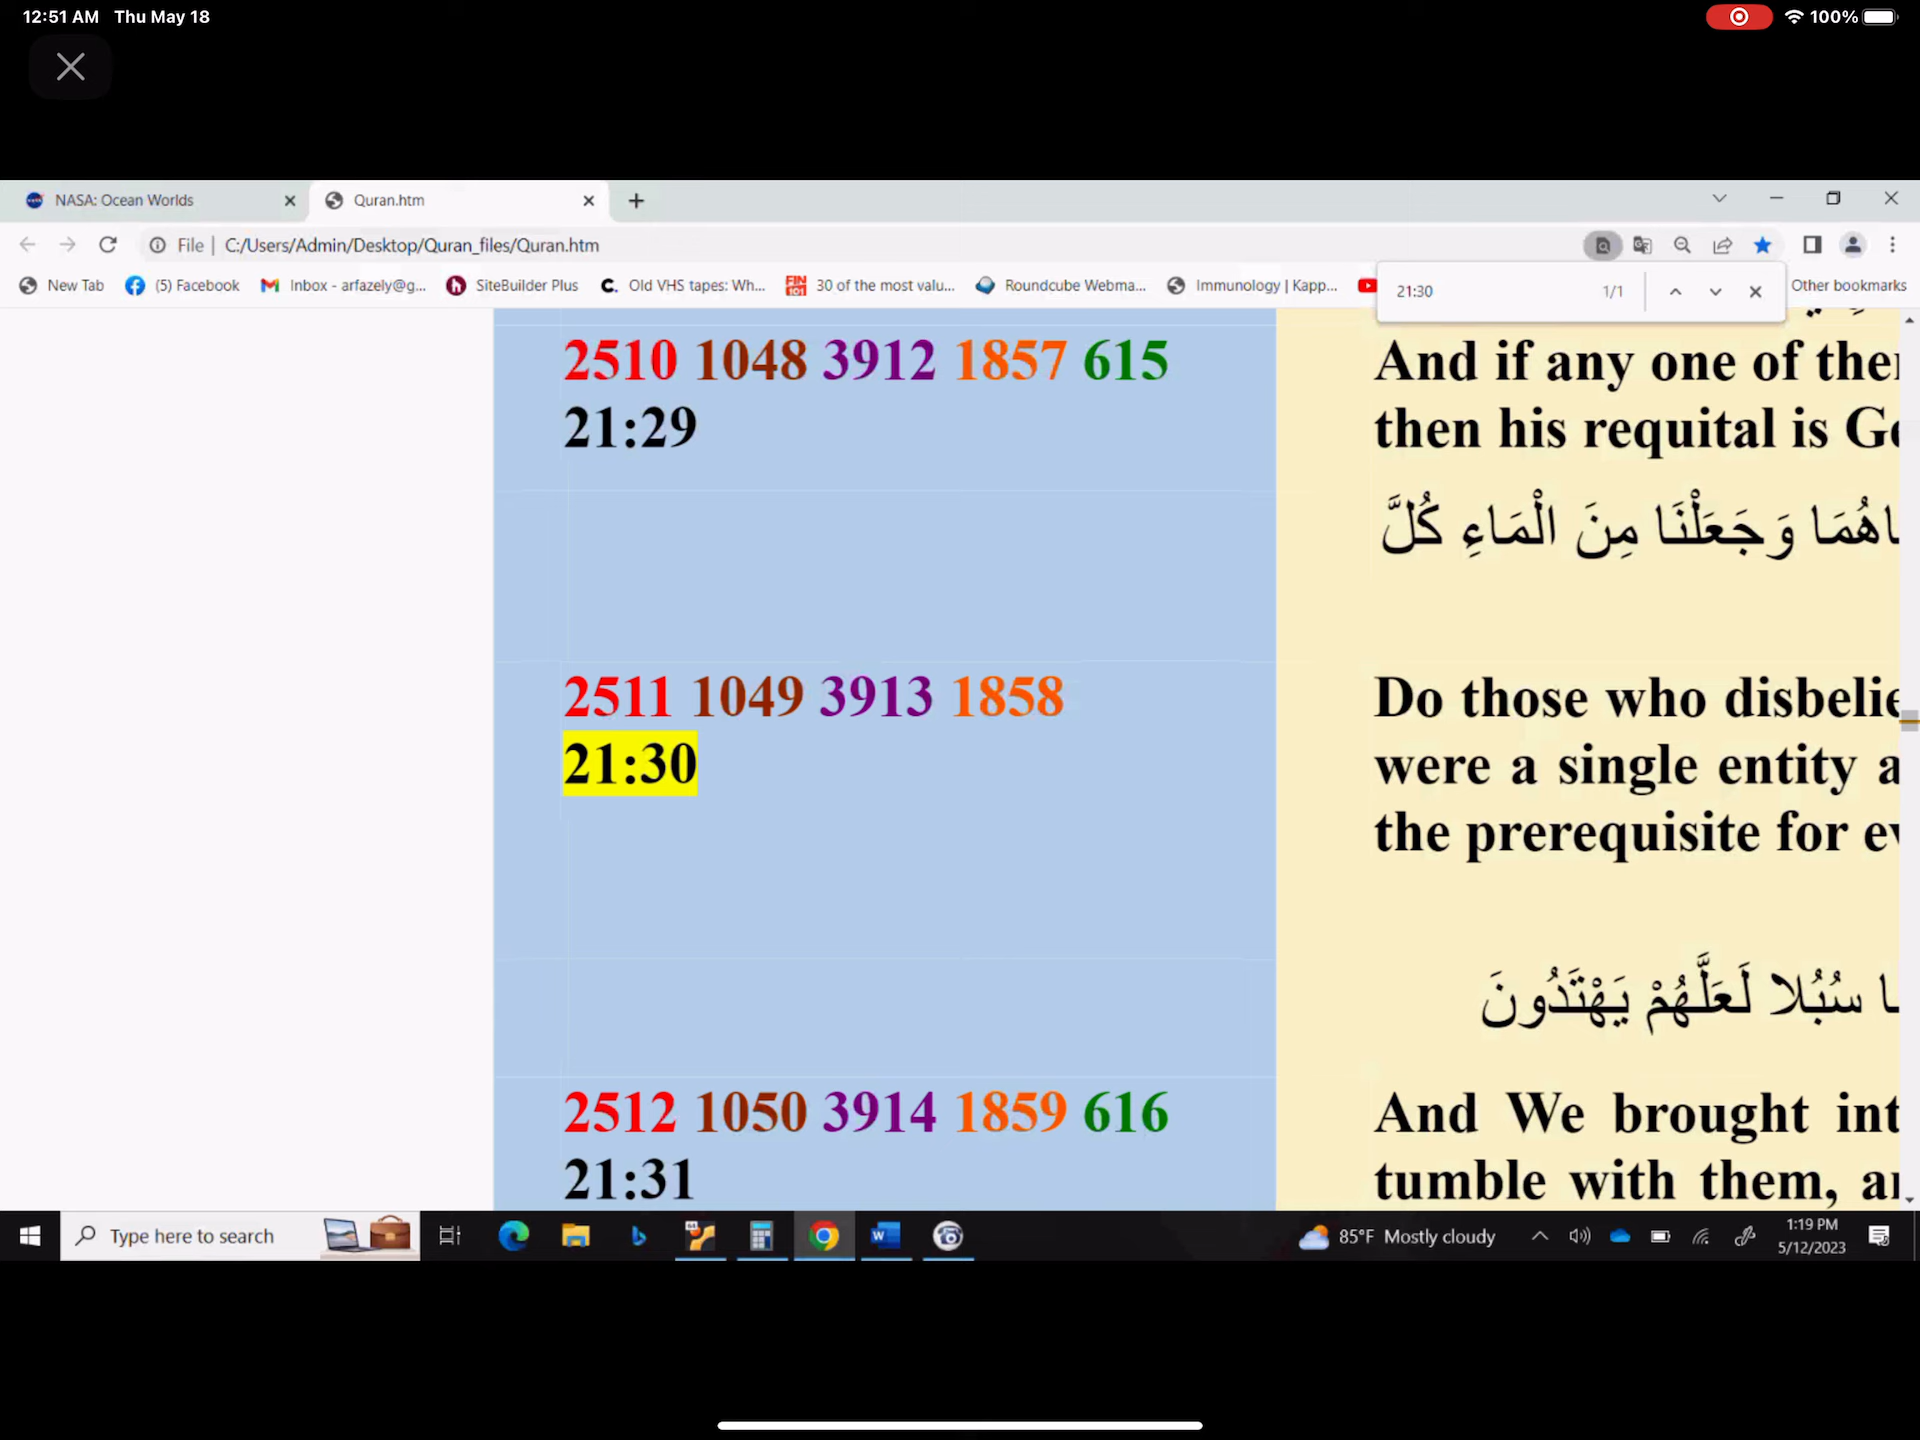 12:51 AM Thu May 18
100%
NASA: Ocean Worlds
Quran.htm
File | C:/Users/Admin/Desktop/Quran_files/Quran.htm
New Tab
(5) Facebook
Inbox - arfazely@g...
SiteBuilder Plus
Old VHS tapes: Wh...
FIN 101
30 of the most valu...
Roundcube Webma...
Immunology | Kapp...
21:30
1/1
Other bookmarks
2510 1048 3912 1857 615
21:29
And if any one of the
then his requital is G
اهُمَا وَجَعَلْنَا مِنَ الْمَاءِ كُلَّ
2511 1049 3913 1858
21:30
Do those who disbelie
were a single entity a
the prerequisite for e
ا سُبُلا لَعَلَّهُمْ يَهْتَدُونَ
2512 1050 3914 1859 616
21:31
And We brought int
tumble with them, a
Type here to search
85°F Mostly cloudy
1:19 PM
5/12/2023